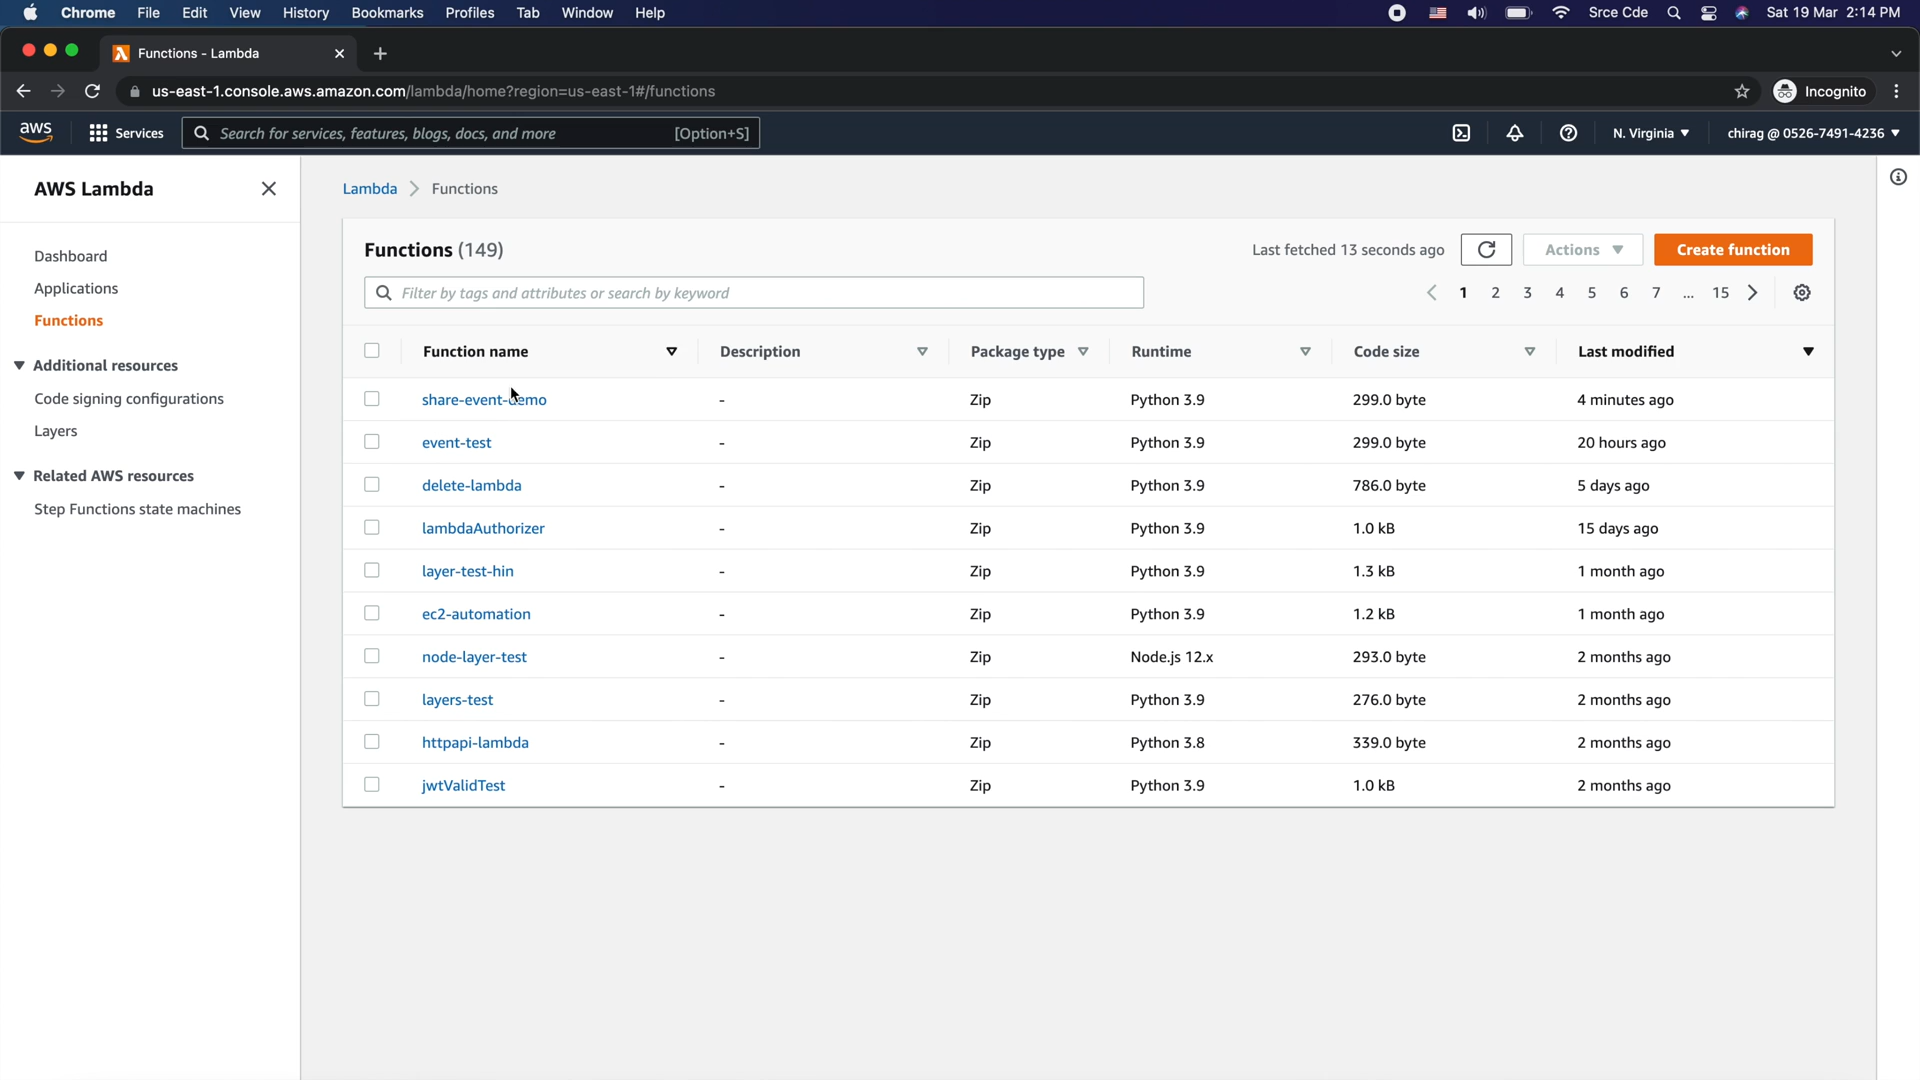 Chrome File Edit View History Bookmarks Profiles Tab Window Help Srce Cde Sat 19 Mar 2:14 PM
Functions - Lambda
us-east-1.console.aws.amazon.com/lambda/home?region=us-east-1#/functions Incognito
aws Services Search for services, features, blogs, docs, and more [Option+S] N. Virginia chirag @ 0526-7491-4236
AWS Lambda
Dashboard
Applications
Functions
Additional resources
Code signing configurations
Layers
Related AWS resources
Step Functions state machines
Lambda > Functions
Functions (149) Last fetched 13 seconds ago Actions Create function
Filter by tags and attributes or search by keyword 1 2 3 4 5 6 7 ... 15
Function name Description Package type Runtime Code size Last modified
share-event-demo - Zip Python 3.9 299.0 byte 4 minutes ago
event-test - Zip Python 3.9 299.0 byte 20 hours ago
delete-lambda - Zip Python 3.9 786.0 byte 5 days ago
lambdaAuthorizer - Zip Python 3.9 1.0 kB 15 days ago
layer-test-hin - Zip Python 3.9 1.3 kB 1 month ago
ec2-automation - Zip Python 3.9 1.2 kB 1 month ago
node-layer-test - Zip Node.js 12.x 293.0 byte 2 months ago
layers-test - Zip Python 3.9 276.0 byte 2 months ago
httpapi-lambda - Zip Python 3.8 339.0 byte 2 months ago
jwtValidTest - Zip Python 3.9 1.0 kB 2 months ago